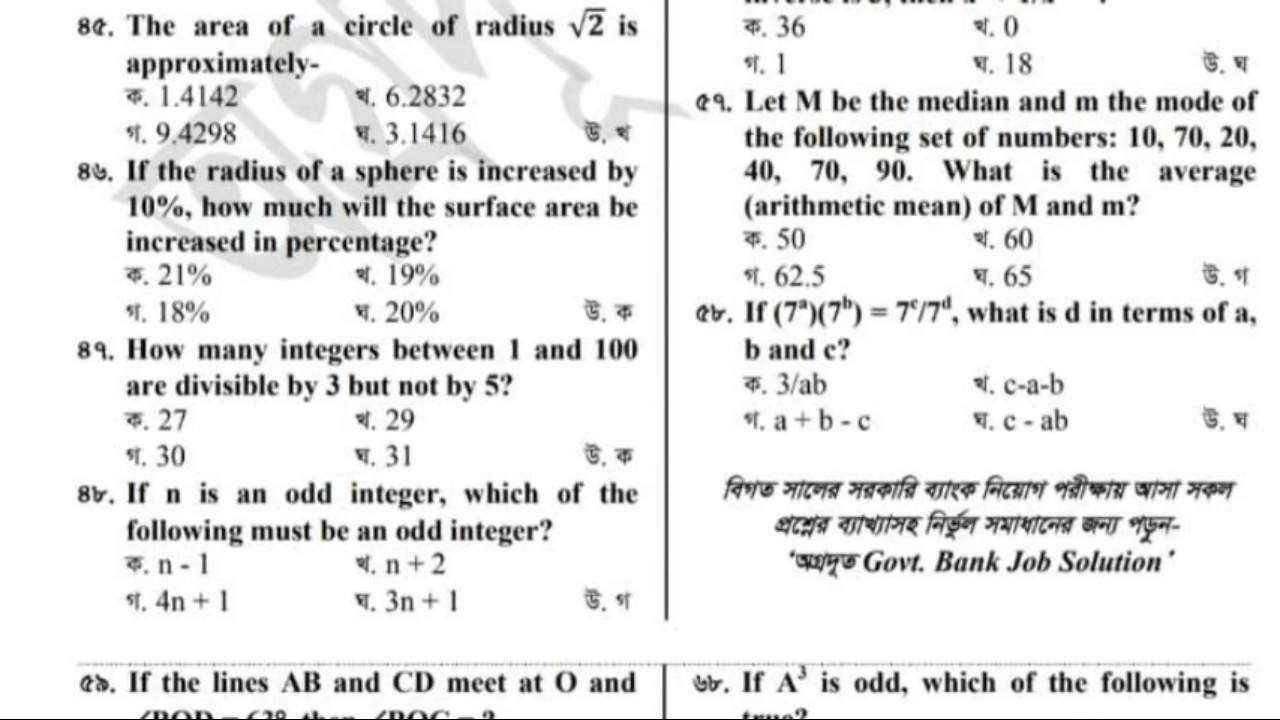 ৪৫. The area of a circle of radius √2 is
approximately-
ক. 1.4142 খ. 6.2832
গ. 9.4298 ঘ. 3.1416 উ. খ
৪৬. If the radius of a sphere is increased by
10%, how much will the surface area be
increased in percentage?
ক. 21% খ. 19%
গ. 18% ঘ. 20% উ. ক
৪৭. How many integers between 1 and 100
are divisible by 3 but not by 5?
ক. 27 খ. 29
গ. 30 ঘ. 31 উ. ক
৪৮. If n is an odd integer, which of the
following must be an odd integer?
ক. n - 1 খ. n + 2
গ. 4n + 1 ঘ. 3n + 1 উ. গ
ক. 36 খ. 0
গ. 1 ঘ. 18 উ. ঘ
৫৭. Let M be the median and m the mode of
the following set of numbers: 10, 70, 20,
40, 70, 90. What is the average
(arithmetic mean) of M and m?
ক. 50 খ. 60
গ. 62.5 ঘ. 65 উ. গ
৫৮. If (7ᵃ)(7ᵇ) = 7ᶜ/7ᵈ, what is d in terms of a,
b and c?
ক. 3/ab খ. c-a-b
গ. a + b - c ঘ. c - ab উ. ঘ
বিগত সালের সরকারি ব্যাংক নিয়োগ পরীক্ষায় আসা সকল
প্রশ্নের ব্যাখ্যাসহ নির্ভুল সমাধানের জন্য পড়ুন-
‘অগ্রদূত Govt. Bank Job Solution’
৫৯. If the lines AB and CD meet at O and
৬৮. If A³ is odd, which of the following is
true?